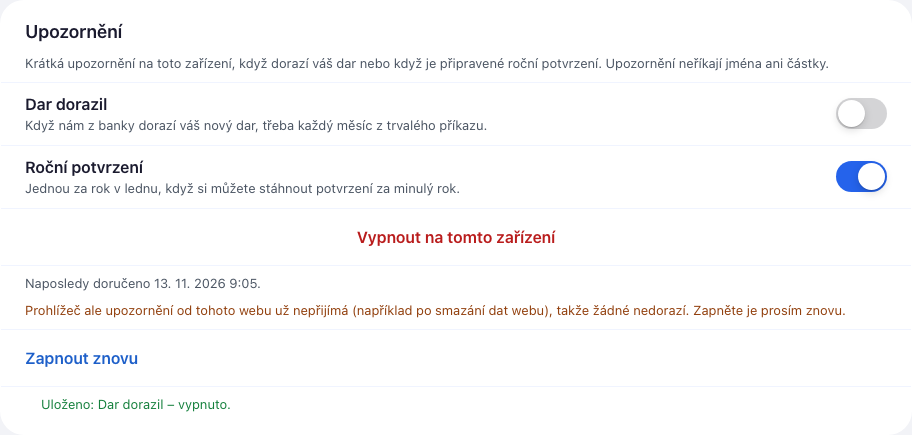 Upozornění
Krátká upozornění na toto zařízení, když dorazí váš dar nebo když je připravené roční potvrzení. Upozornění neříkají jména ani částky.
Dar dorazil
Když nám z banky dorazí váš nový dar, třeba každý měsíc z trvalého příkazu.
Roční potvrzení
Jednou za rok v lednu, když si můžete stáhnout potvrzení za minulý rok.
Vypnout na tomto zařízení
Naposledy doručeno 13. 11. 2026 9:05.
Prohlížeč ale upozornění od tohoto webu už nepřijímá (například po smazání dat webu), takže žádné nedorazí. Zapněte je prosím znovu.
Zapnout znovu
Uloženo: Dar dorazil – vypnuto.